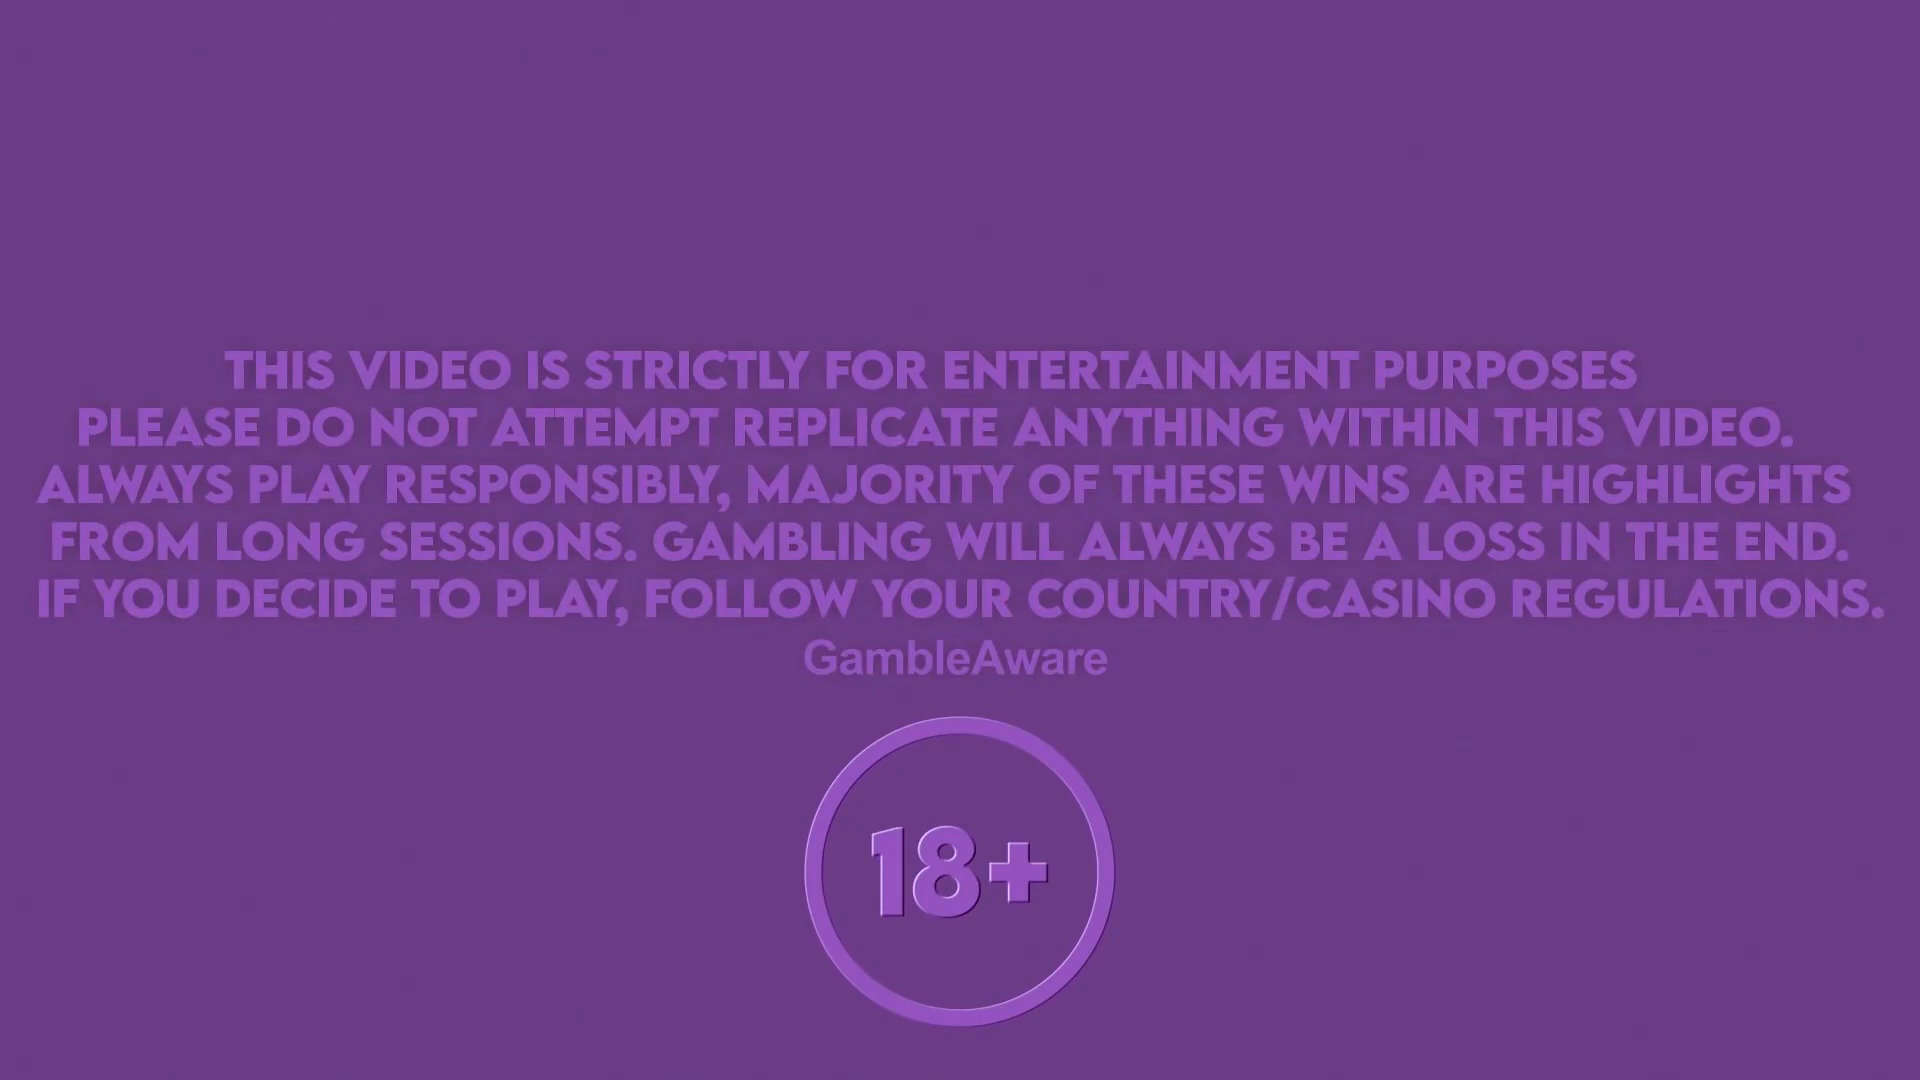 THIS VIDEO IS STRICTLY FOR ENTERTAINMENT PURPOSES
PLEASE DO NOT ATTEMPT REPLICATE ANYTHING WITHIN THIS VIDEO.
ALWAYS PLAY RESPONSIBLY, MAJORITY OF THESE WINS ARE HIGHLIGHTS
FROM LONG SESSIONS. GAMBLING WILL ALWAYS BE A LOSS IN THE END.
IF YOU DECIDE TO PLAY, FOLLOW YOUR COUNTRY/CASINO REGULATIONS.
GambleAware
18+